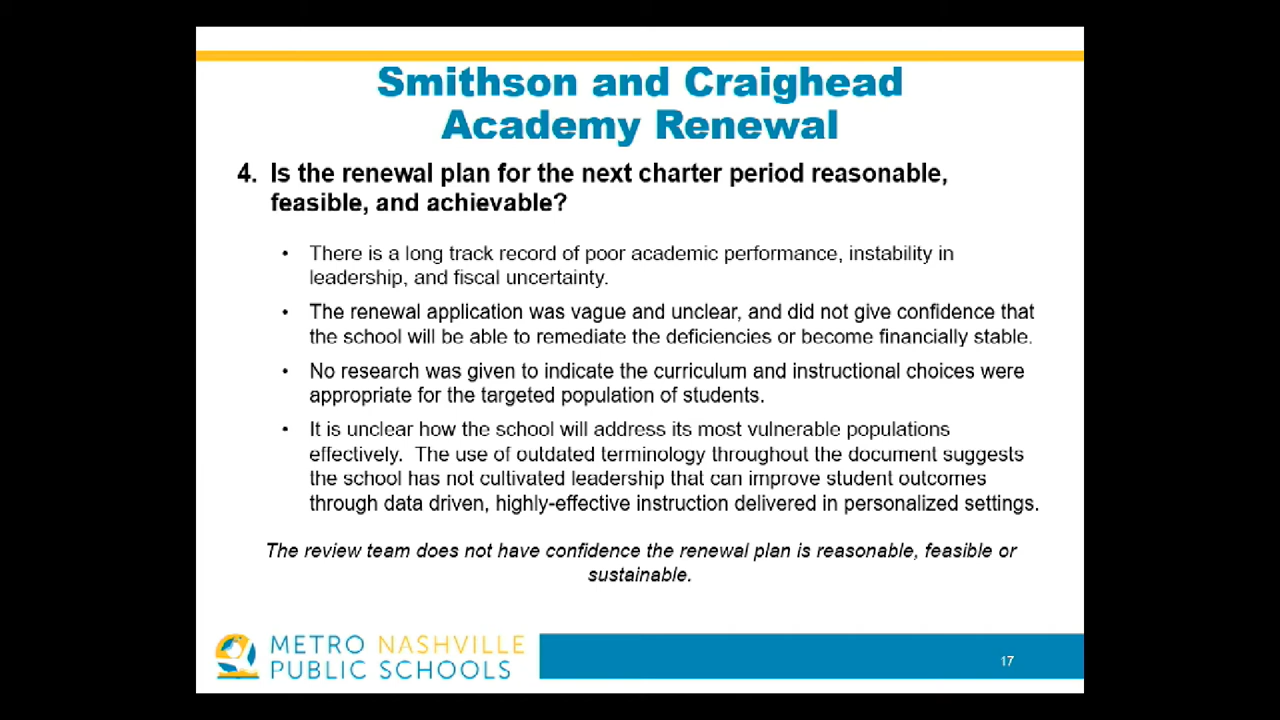 Smithson and Craighead
Academy Renewal
4. Is the renewal plan for the next charter period reasonable,
feasible, and achievable?
• There is a long track record of poor academic performance, instability in
leadership, and fiscal uncertainty.
• The renewal application was vague and unclear, and did not give confidence that
the school will be able to remediate the deficiencies or become financially stable.
• No research was given to indicate the curriculum and instructional choices were
appropriate for the targeted population of students.
• It is unclear how the school will address its most vulnerable populations
effectively. The use of outdated terminology throughout the document suggests
the school has not cultivated leadership that can improve student outcomes
through data driven, highly-effective instruction delivered in personalized settings.
The review team does not have confidence the renewal plan is reasonable, feasible or
sustainable.
METRO NASHVILLE
PUBLIC SCHOOLS
17